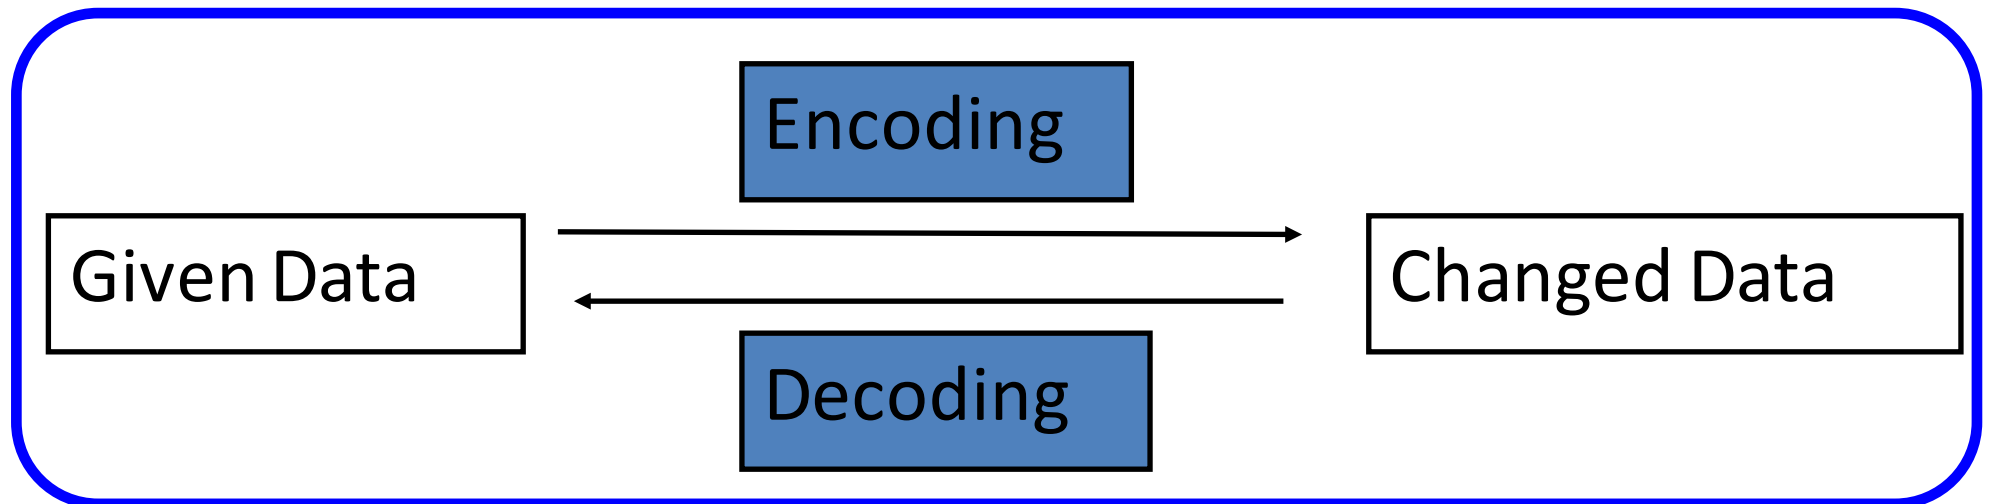 Encoding
Given Data
Changed Data
Decoding